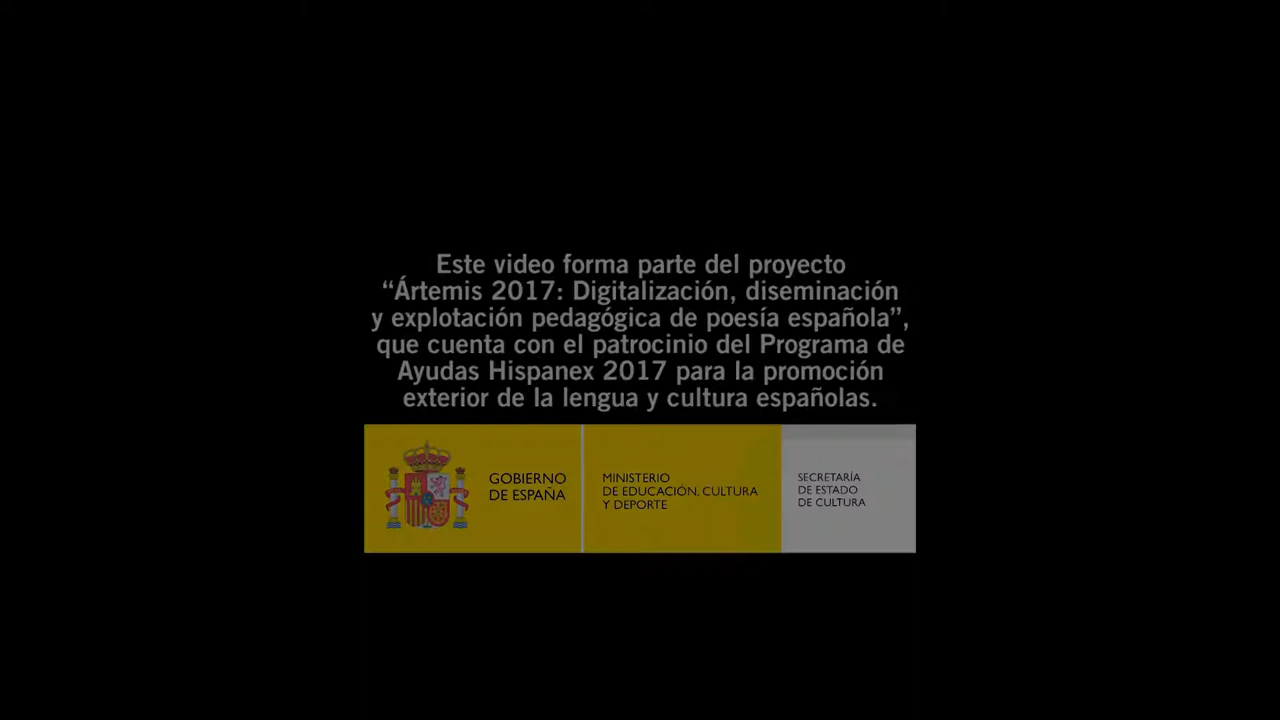 Este video forma parte del proyecto
“Ártemis 2017: Digitalización, diseminación
y explotación pedagógica de poesía española”,
que cuenta con el patrocinio del Programa de
Ayudas Hispanex 2017 para la promoción
exterior de la lengua y cultura españolas.
GOBIERNO
DE ESPAÑA
MINISTERIO
DE EDUCACIÓN, CULTURA
Y DEPORTE
SECRETARÍA
DE ESTADO
DE CULTURA